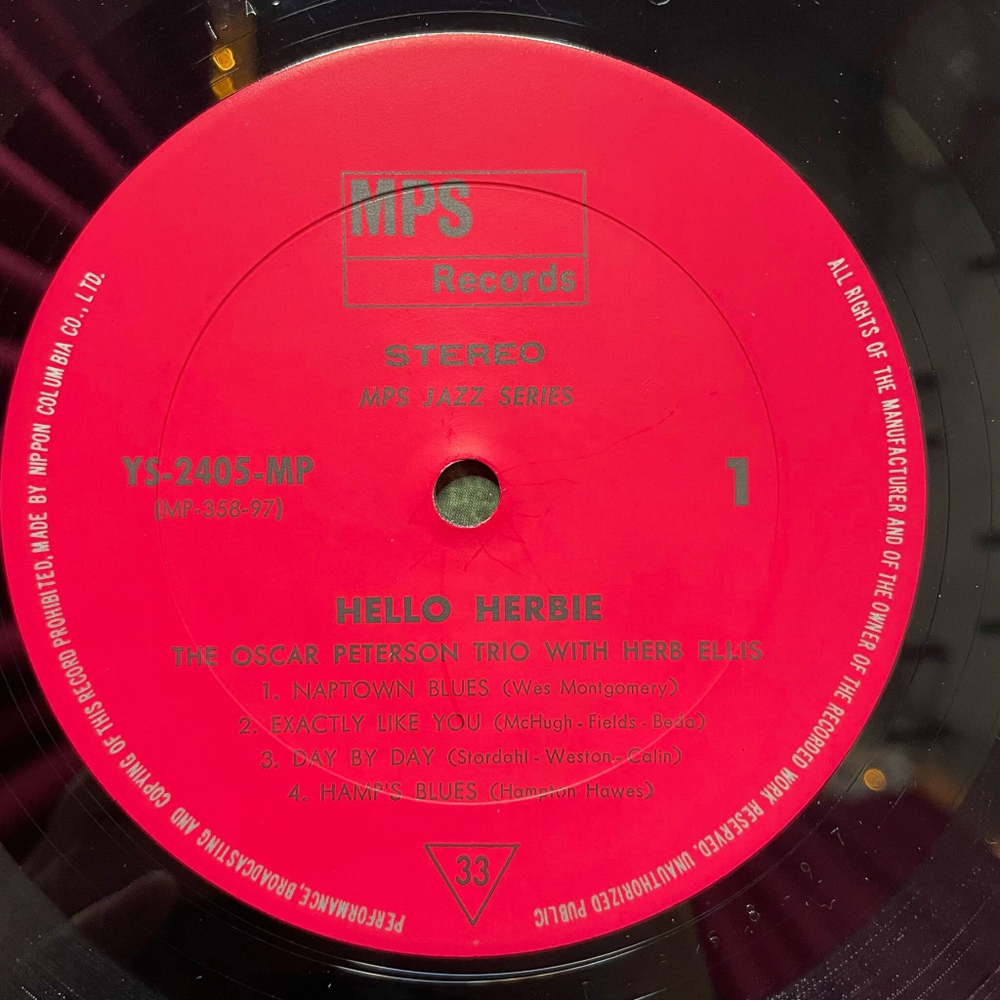 MPS
Records
STEREO
MPS JAZZ SERIES
YS-2405-MP
(MP-358-97)
1
HELLO HERBIE
THE OSCAR PETERSON TRIO WITH HERB ELLIS
1. NAPTOWN BLUES (Wes Montgomery)
2. EXACTLY LIKE YOU (McHugh - Fields - Beda)
3. DAY BY DAY (Stordahl - Weston - Calin)
4. HAMP'S BLUES (Hampton Hawes)
33
ALL RIGHTS OF THE MANUFACTURER AND OF THE OWNER OF THE RECORDED WORK RESERVED. UNAUTHORIZED PUBLIC
PERFORMANCE, BROADCASTING AND COPYING OF THIS RECORD PROHIBITED, MADE BY NIPPON COLUMBIA CO., LTD.